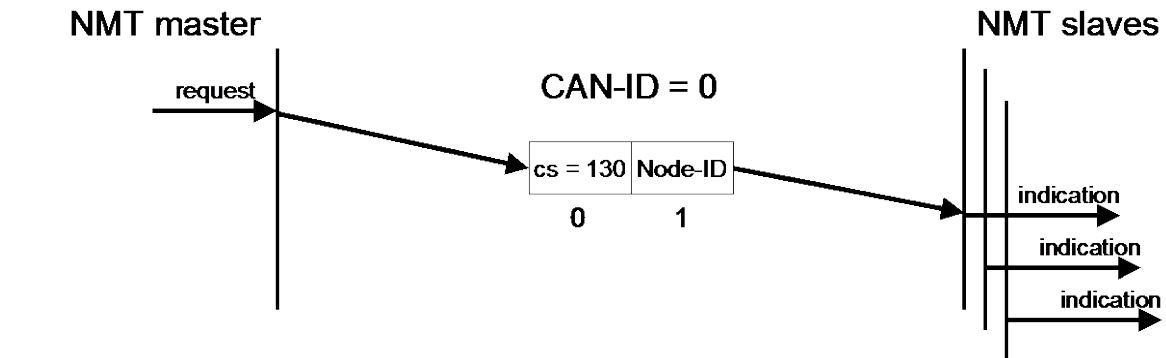 NMT master
NMT slaves
request
CAN-ID = 0
cs = 130 Node-ID
0 1
indication
indication
indication